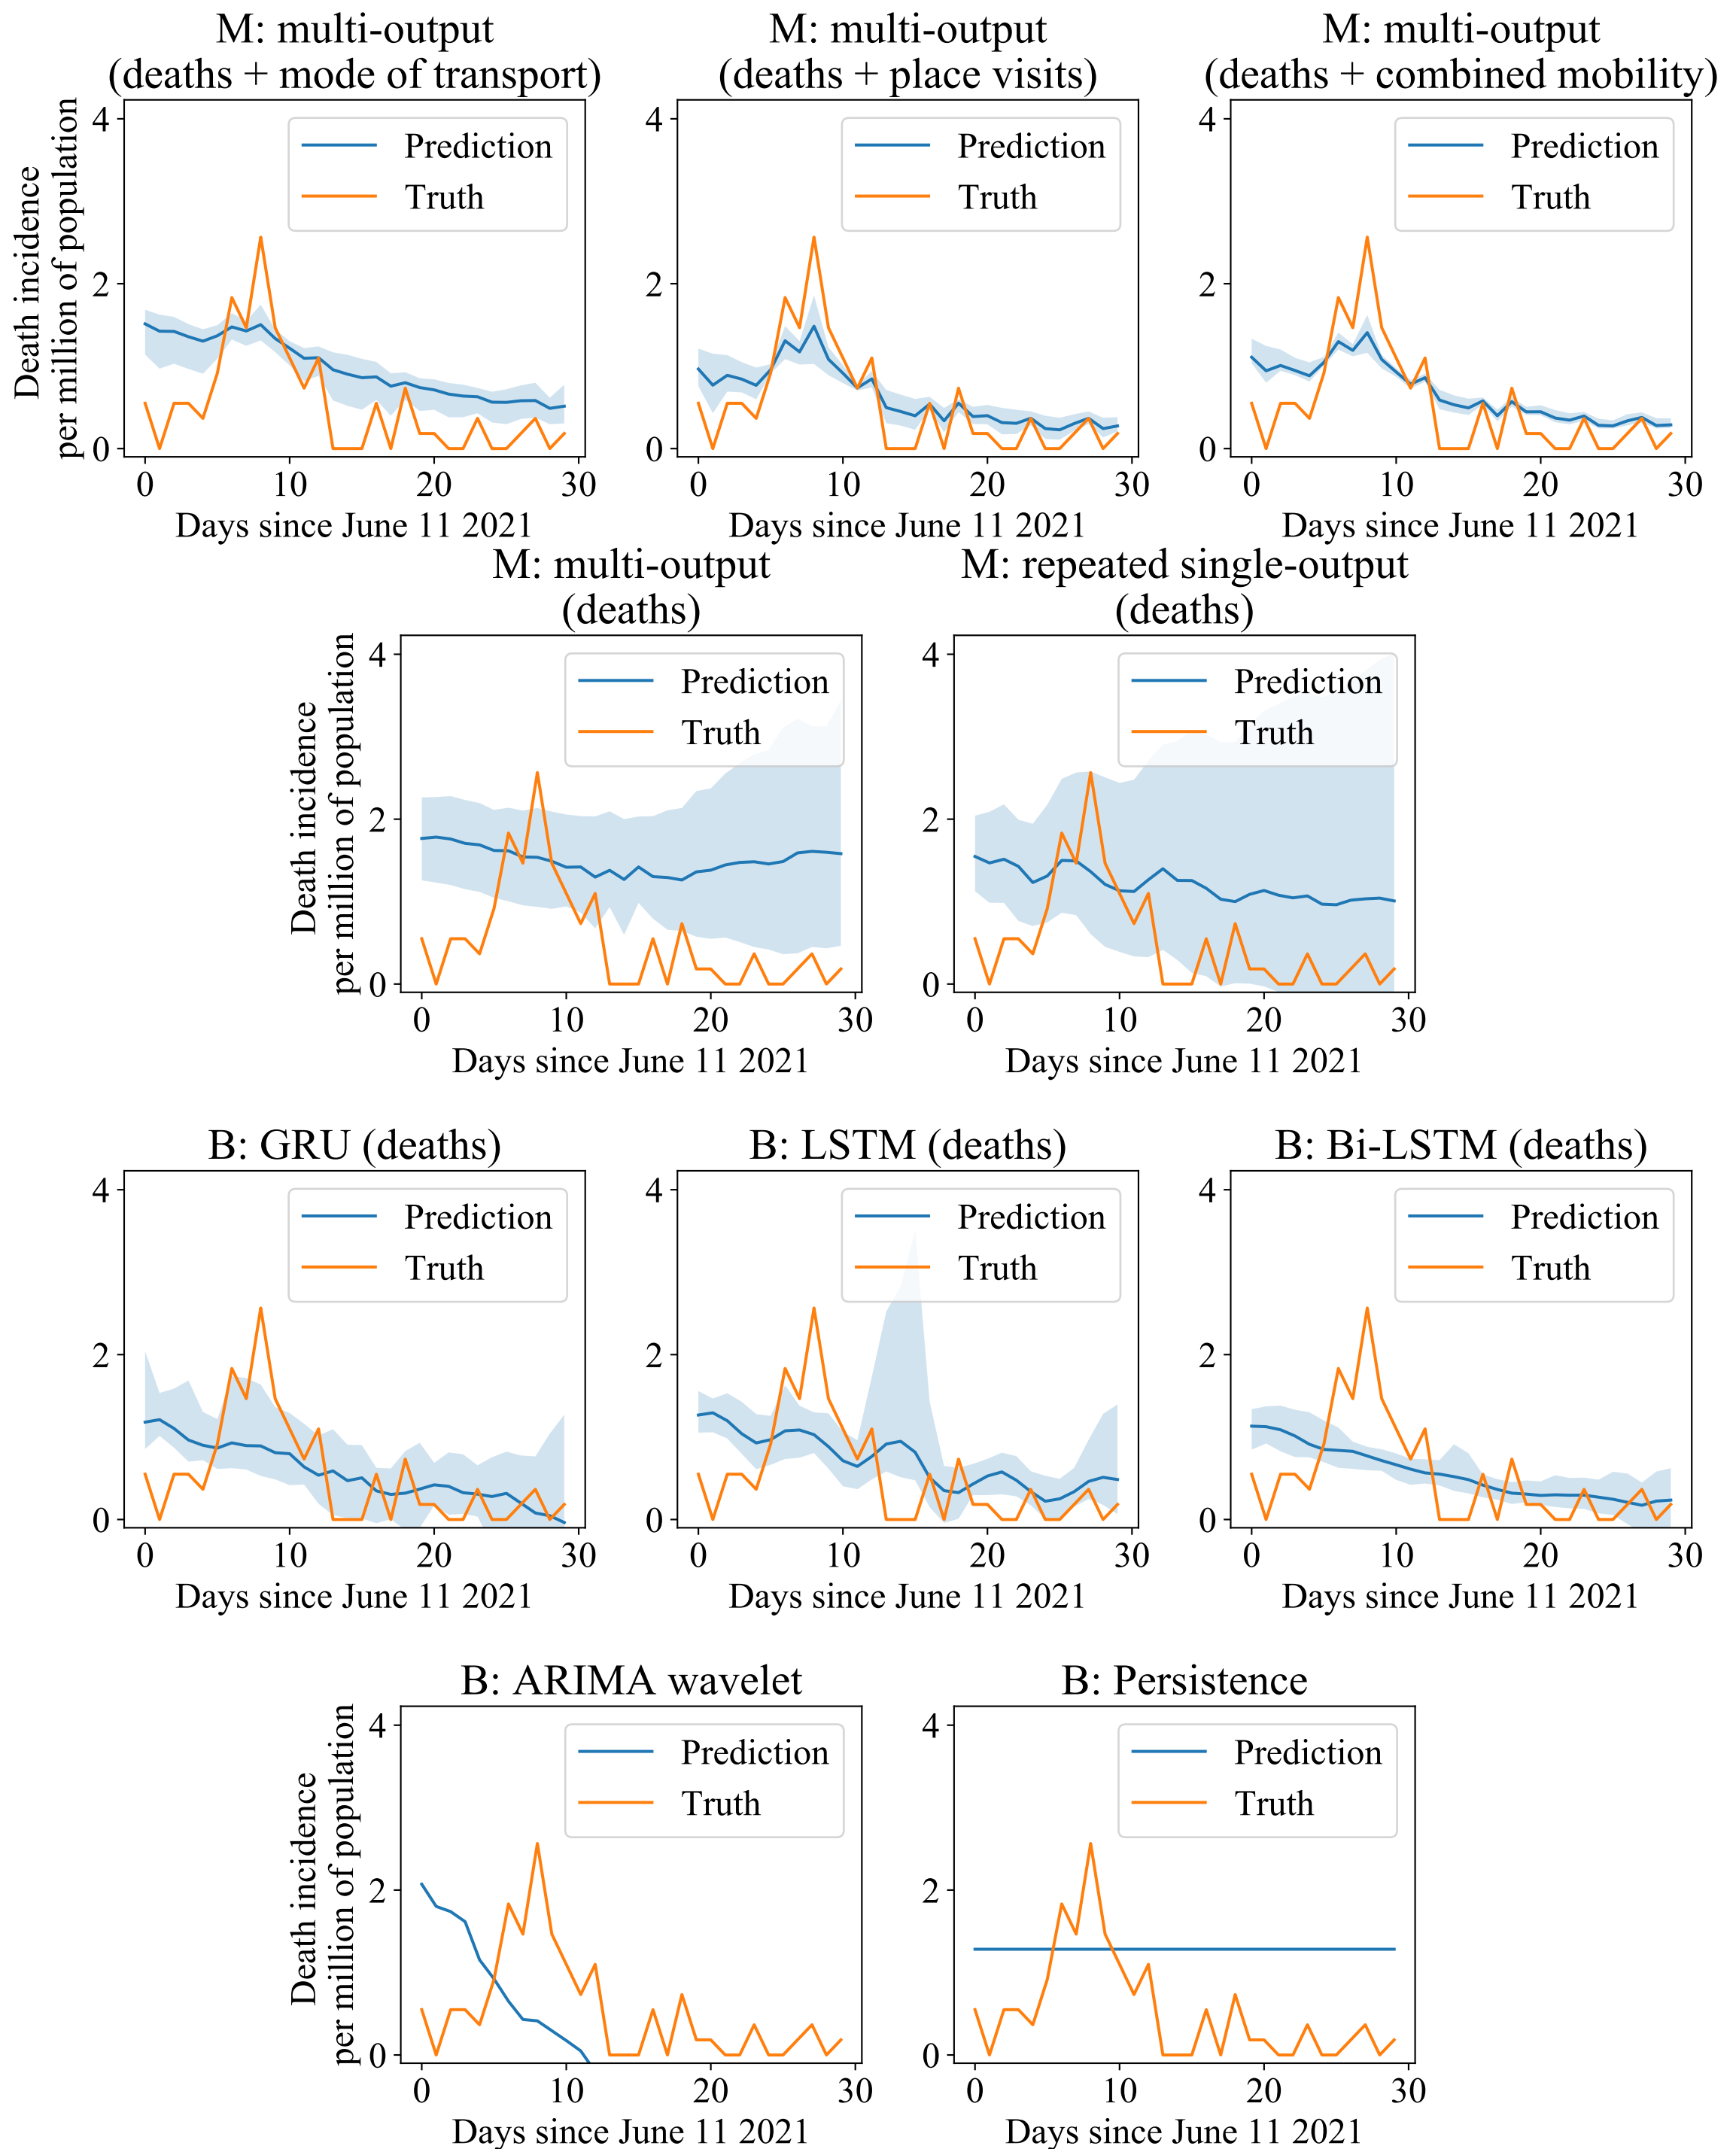 M: multi-output
(deaths + mode of transport)
M: multi-output
(deaths + place visits)
M: multi-output
(deaths + combined mobility)
Death incidence
per million of population
4
2
0
Prediction
Truth
0 10 20 30
Days since June 11 2021
4
2
0
Prediction
Truth
0 10 20 30
Days since June 11 2021
4
2
0
Prediction
Truth
0 10 20 30
Days since June 11 2021
M: multi-output
(deaths)
M: repeated single-output
(deaths)
Death incidence
per million of population
4
2
0
Prediction
Truth
0 10 20 30
Days since June 11 2021
4
2
0
Prediction
Truth
0 10 20 30
Days since June 11 2021
B: GRU (deaths)
B: LSTM (deaths)
B: Bi-LSTM (deaths)
4
2
0
Prediction
Truth
0 10 20 30
Days since June 11 2021
4
2
0
Prediction
Truth
0 10 20 30
Days since June 11 2021
4
2
0
Prediction
Truth
0 10 20 30
Days since June 11 2021
B: ARIMA wavelet
B: Persistence
Death incidence
per million of population
4
2
0
Prediction
Truth
0 10 20 30
Days since June 11 2021
4
2
0
Prediction
Truth
0 10 20 30
Days since June 11 2021